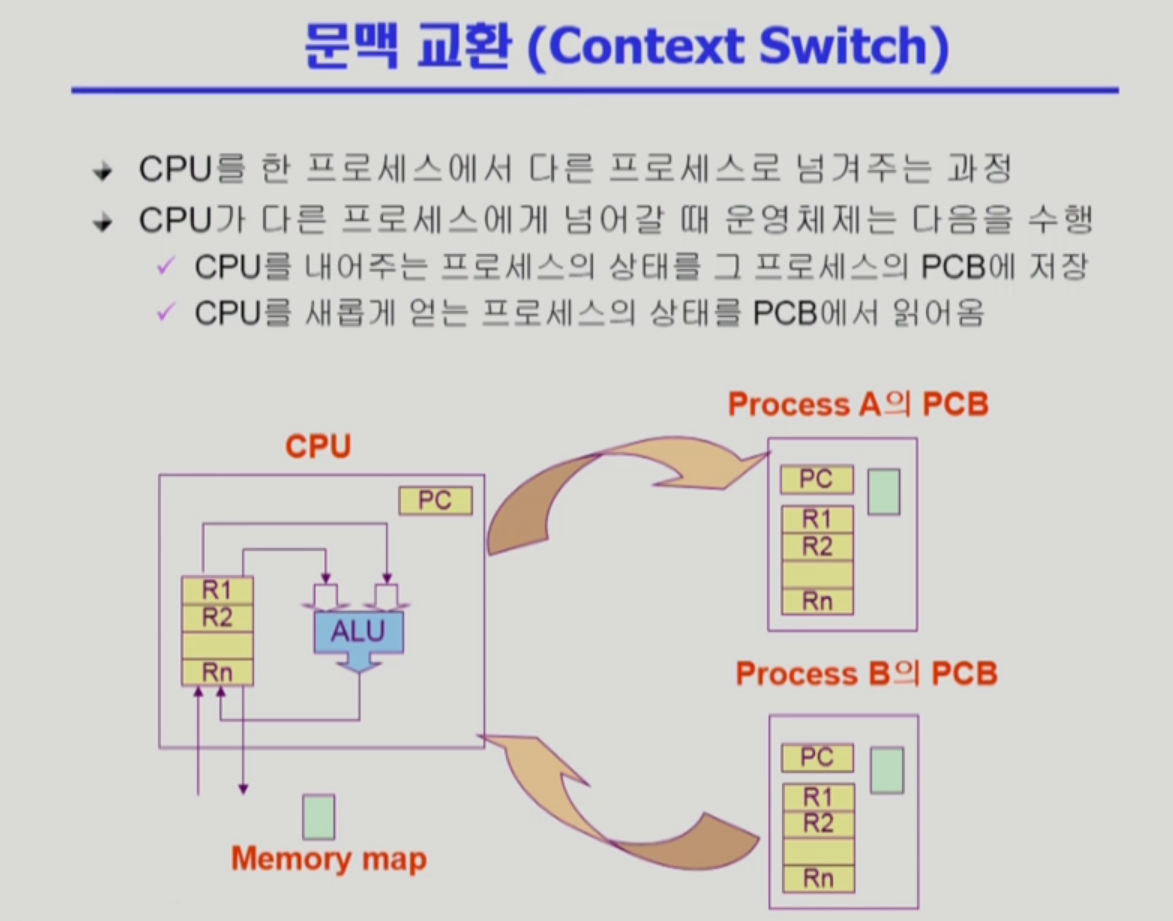 문맥 교환 (Context Switch)
CPU를 한 프로세스에서 다른 프로세스로 넘겨주는 과정
CPU가 다른 프로세스에게 넘어갈 때 운영체제는 다음을 수행
✓ CPU를 내어주는 프로세스의 상태를 그 프로세스의 PCB에 저장
✓ CPU를 새롭게 얻는 프로세스의 상태를 PCB에서 읽어옴
CPU
PC
R1
R2
Rn
ALU
Memory map
Process A의 PCB
PC
R1
R2
Rn
Process B의 PCB
PC
R1
R2
Rn